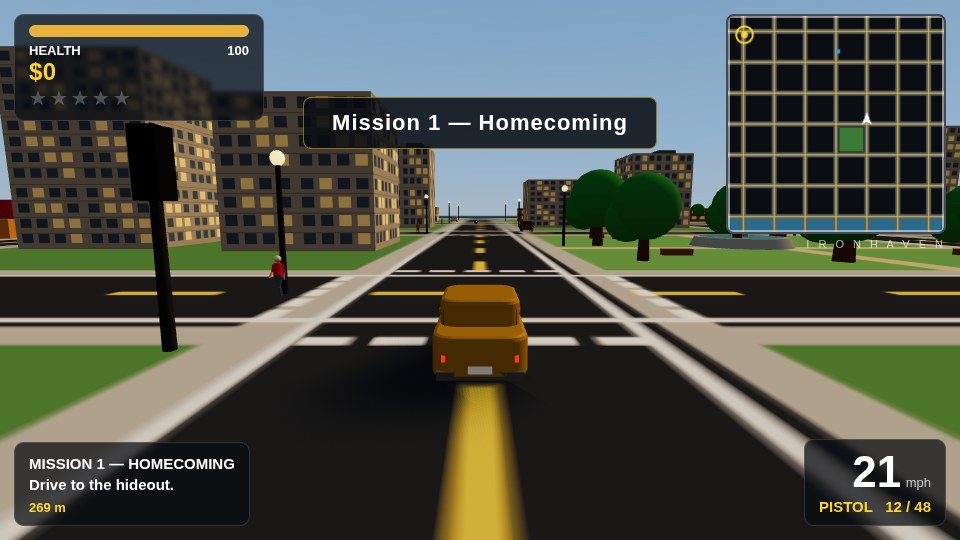 HEALTH 100
$0
★★★★★
Mission 1 — Homecoming
IRONHAVEN
MISSION 1 — HOMECOMING
Drive to the hideout.
269 m
21 mph
PISTOL 12 / 48